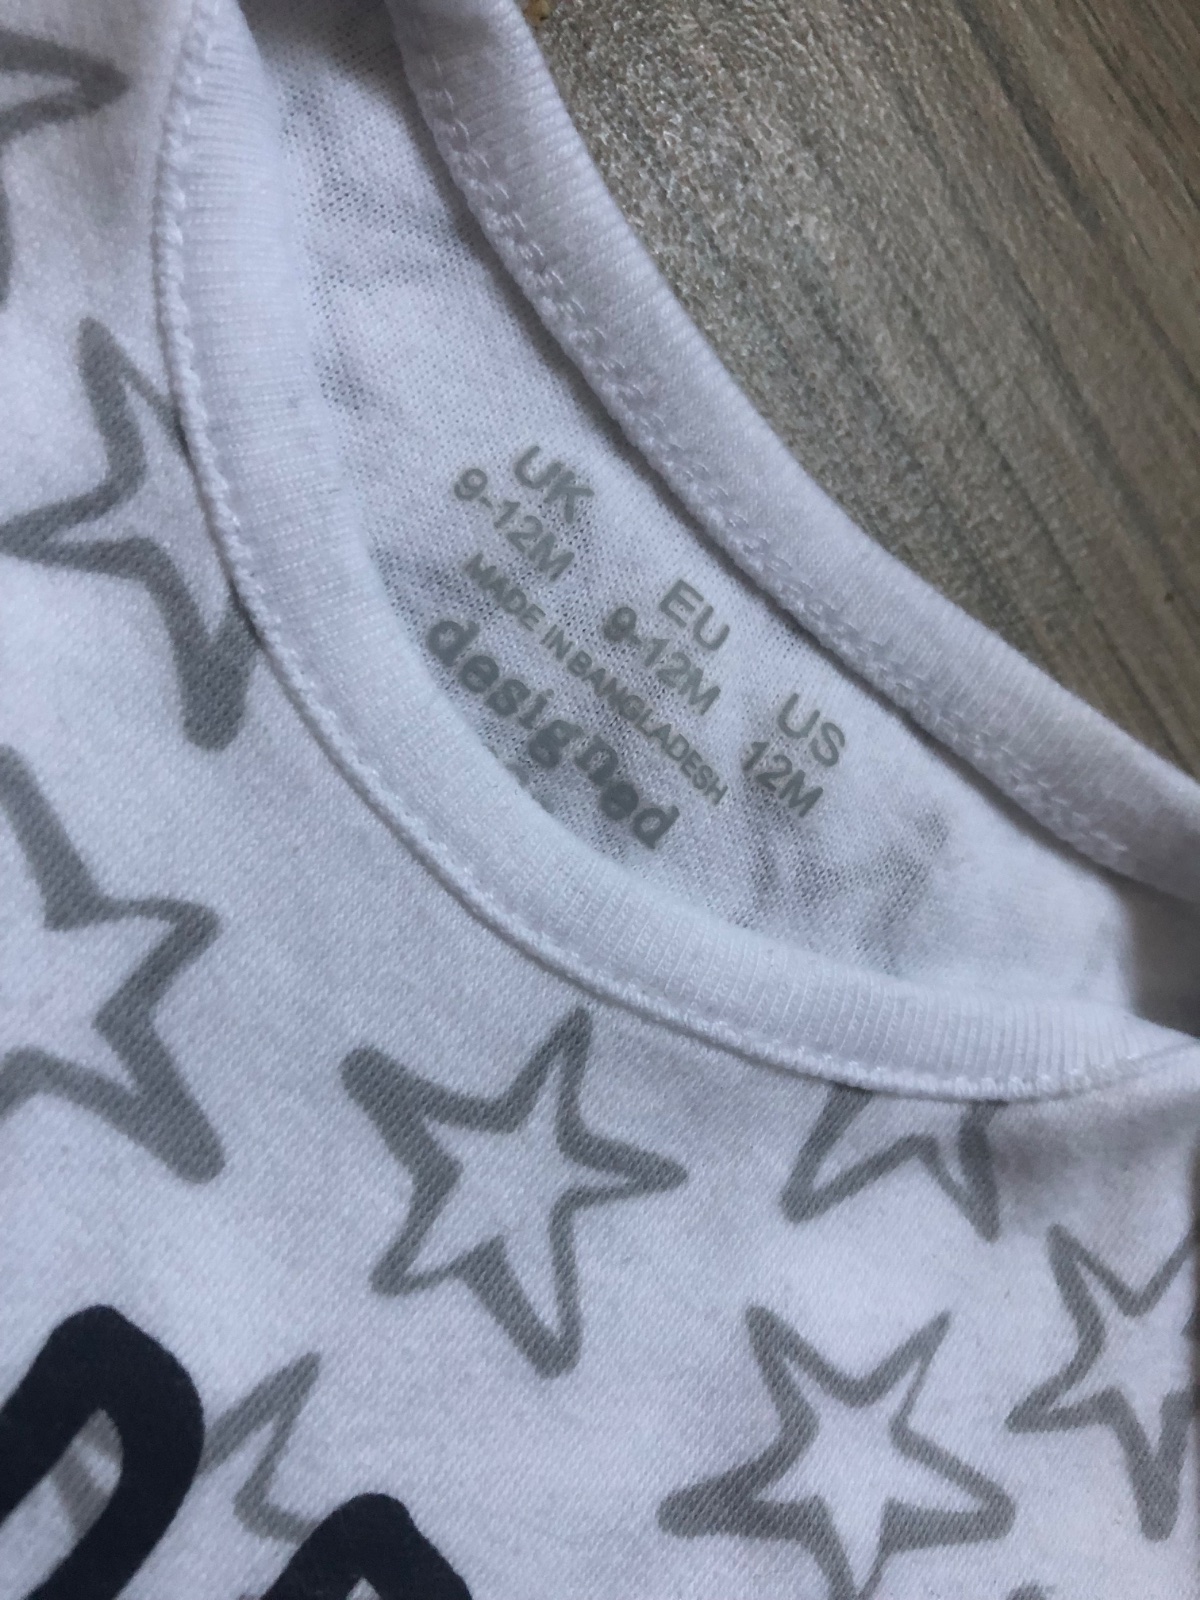 UK EU US
9-12M 9-12M 12M
MADE IN BANGLADESH
designed